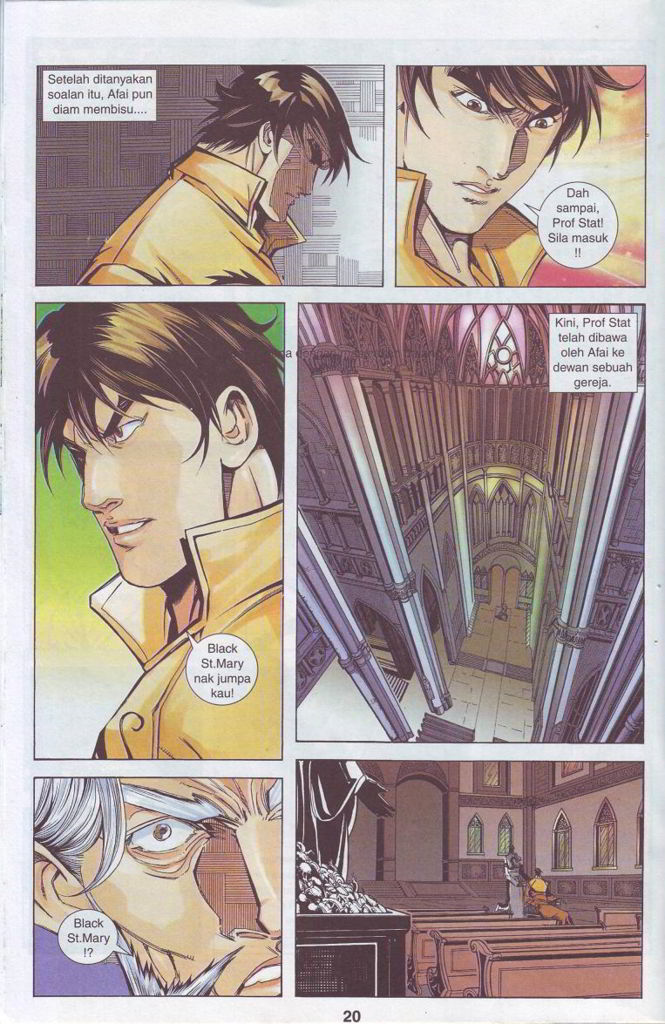 Setelah ditanyakan
soalan itu, Afai pun
diam membisu....
Dah
sampai,
Prof Stat!
Sila masuk
!!
Black
St.Mary
nak jumpa
kau!
Kini, Prof Stat
telah dibawa
oleh Afai ke
dewan sebuah
gereja.
Black
St.Mary
!?
20